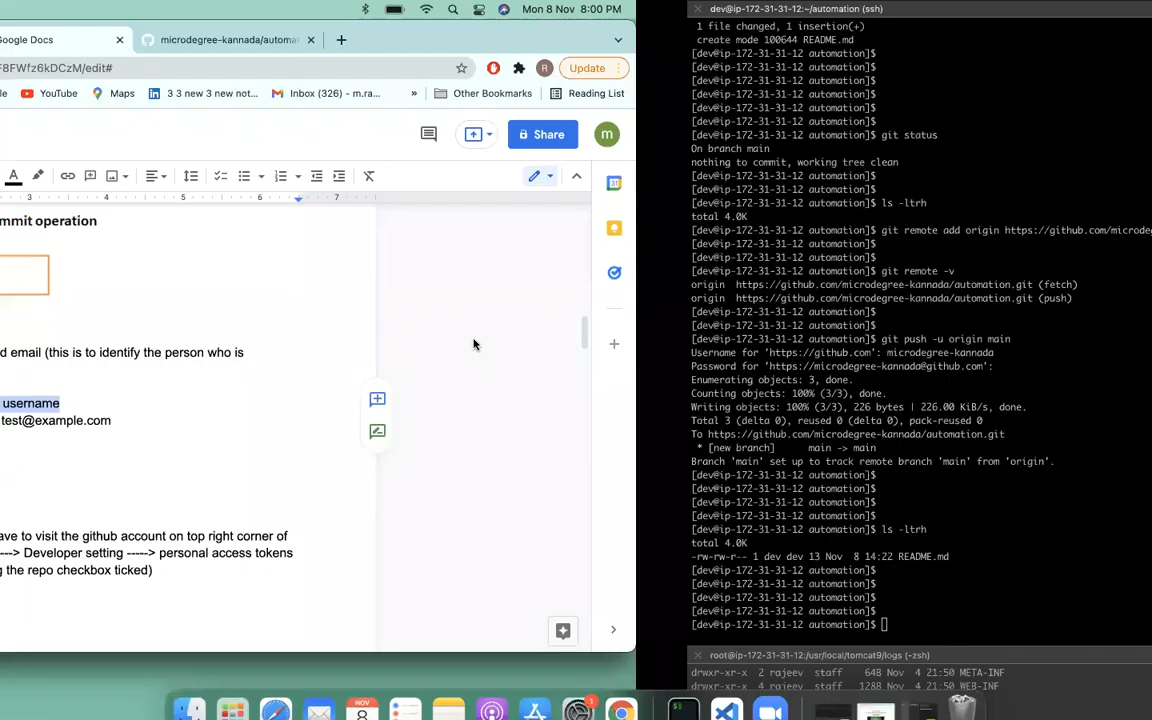 Mon 8 Nov 8:00 PM
Google Docs
microdegree-kannada/automat
F8FWfz6kDCzM/edit#
R
Update
le
YouTube
Maps
3 3 new 3 new not...
Inbox (326) - m.ra...
»
Other Bookmarks
Reading List
Share
m
A
3 4 5 6 7
mmit operation
d email (this is to identify the person who is
username
test@example.com
ave to visit the github account on top right corner of
----> Developer setting -----> personal access tokens
g the repo checkbox ticked)
NOV
8
1
dev@ip-172-31-31-12:~/automation (ssh)
1 file changed, 1 insertion(+)
create mode 100644 README.md
[dev@ip-172-31-31-12 automation]$
[dev@ip-172-31-31-12 automation]$
[dev@ip-172-31-31-12 automation]$
[dev@ip-172-31-31-12 automation]$
[dev@ip-172-31-31-12 automation]$
[dev@ip-172-31-31-12 automation]$
[dev@ip-172-31-31-12 automation]$ git status
On branch main
nothing to commit, working tree clean
[dev@ip-172-31-31-12 automation]$
[dev@ip-172-31-31-12 automation]$
[dev@ip-172-31-31-12 automation]$ ls -ltrh
total 4.0K
[dev@ip-172-31-31-12 automation]$ git remote add origin https://github.com/microde
[dev@ip-172-31-31-12 automation]$
[dev@ip-172-31-31-12 automation]$
[dev@ip-172-31-31-12 automation]$ git remote -v
origin https://github.com/microdegree-kannada/automation.git (fetch)
origin https://github.com/microdegree-kannada/automation.git (push)
[dev@ip-172-31-31-12 automation]$
[dev@ip-172-31-31-12 automation]$
[dev@ip-172-31-31-12 automation]$ git push -u origin main
Username for 'https://github.com': microdegree-kannada
Password for 'https://microdegree-kannada@github.com':
Enumerating objects: 3, done.
Counting objects: 100% (3/3), done.
Writing objects: 100% (3/3), 226 bytes | 226.00 KiB/s, done.
Total 3 (delta 0), reused 0 (delta 0), pack-reused 0
To https://github.com/microdegree-kannada/automation.git
* [new branch] main -> main
Branch 'main' set up to track remote branch 'main' from 'origin'.
[dev@ip-172-31-31-12 automation]$
[dev@ip-172-31-31-12 automation]$
[dev@ip-172-31-31-12 automation]$
[dev@ip-172-31-31-12 automation]$
[dev@ip-172-31-31-12 automation]$ ls -ltrh
total 4.0K
-rw-rw-r-- 1 dev dev 13 Nov 8 14:22 README.md
[dev@ip-172-31-31-12 automation]$
[dev@ip-172-31-31-12 automation]$
[dev@ip-172-31-31-12 automation]$
[dev@ip-172-31-31-12 automation]$
[dev@ip-172-31-31-12 automation]$
root@ip-172-31-31-12:/usr/local/tomcat9/logs (-zsh)
drwxr-xr-x 2 rajeev staff 64B Nov 4 21:50 META-INF
drwxr-xr-x 4 rajeev staff 128B Nov 4 21:50 WEB-INF